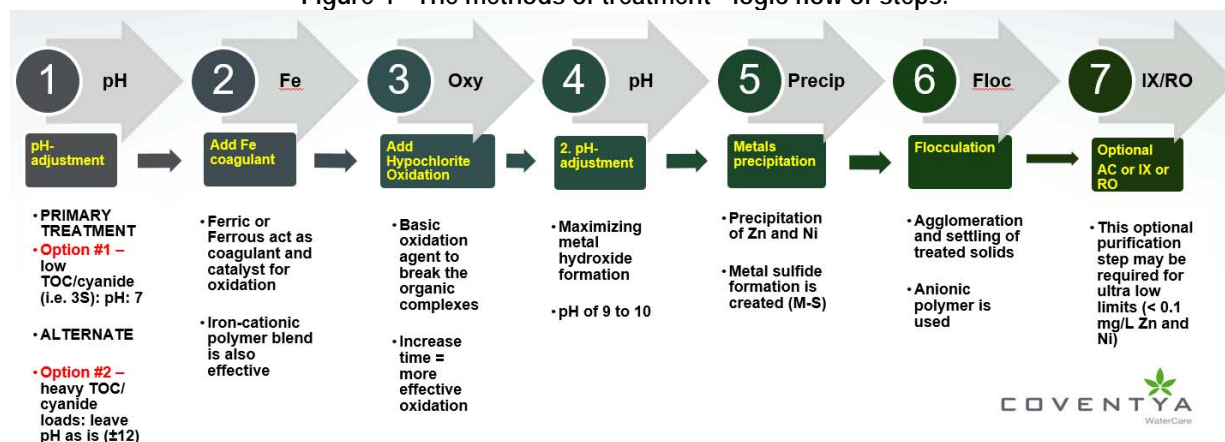 Figure 1 - The methods of treatment - logic flow of steps.
1 pH
2 Fe
3 Oxy
4 pH
5 Precip
6 Floc
7 IX/RO
pH-
adjustment
Add Fe
coagulant
Add
Hypochlorite
Oxidation
2. pH-
adjustment
Metals
precipitation
Flocculation
Optional
AC or IX or
RO
• PRIMARY
TREATMENT
• Option #1 –
low
TOC/cyanide
(i.e. 3S): pH: 7
• ALTERNATE
• Option #2 –
heavy TOC/
cyanide
loads: leave
pH as is (±12)
• Ferric or
Ferrous act as
coagulant and
catalyst for
oxidation
• Iron-cationic
polymer blend
is also
effective
• Basic
oxidation
agent to
break the
organic
complexes
• Increase
time =
more
effective
oxidation
• Maximizing
metal
hydroxide
formation
• pH of 9 to 10
• Precipitation
of Zn and Ni
• Metal sulfide
formation is
created (M-S)
• Agglomeration
and settling of
treated solids
• Anionic
polymer is
used
• This optional
purification
step may be
required for
ultra low
limits (< 0.1
mg/L Zn and
Ni)
COVENTYA
WaterCare